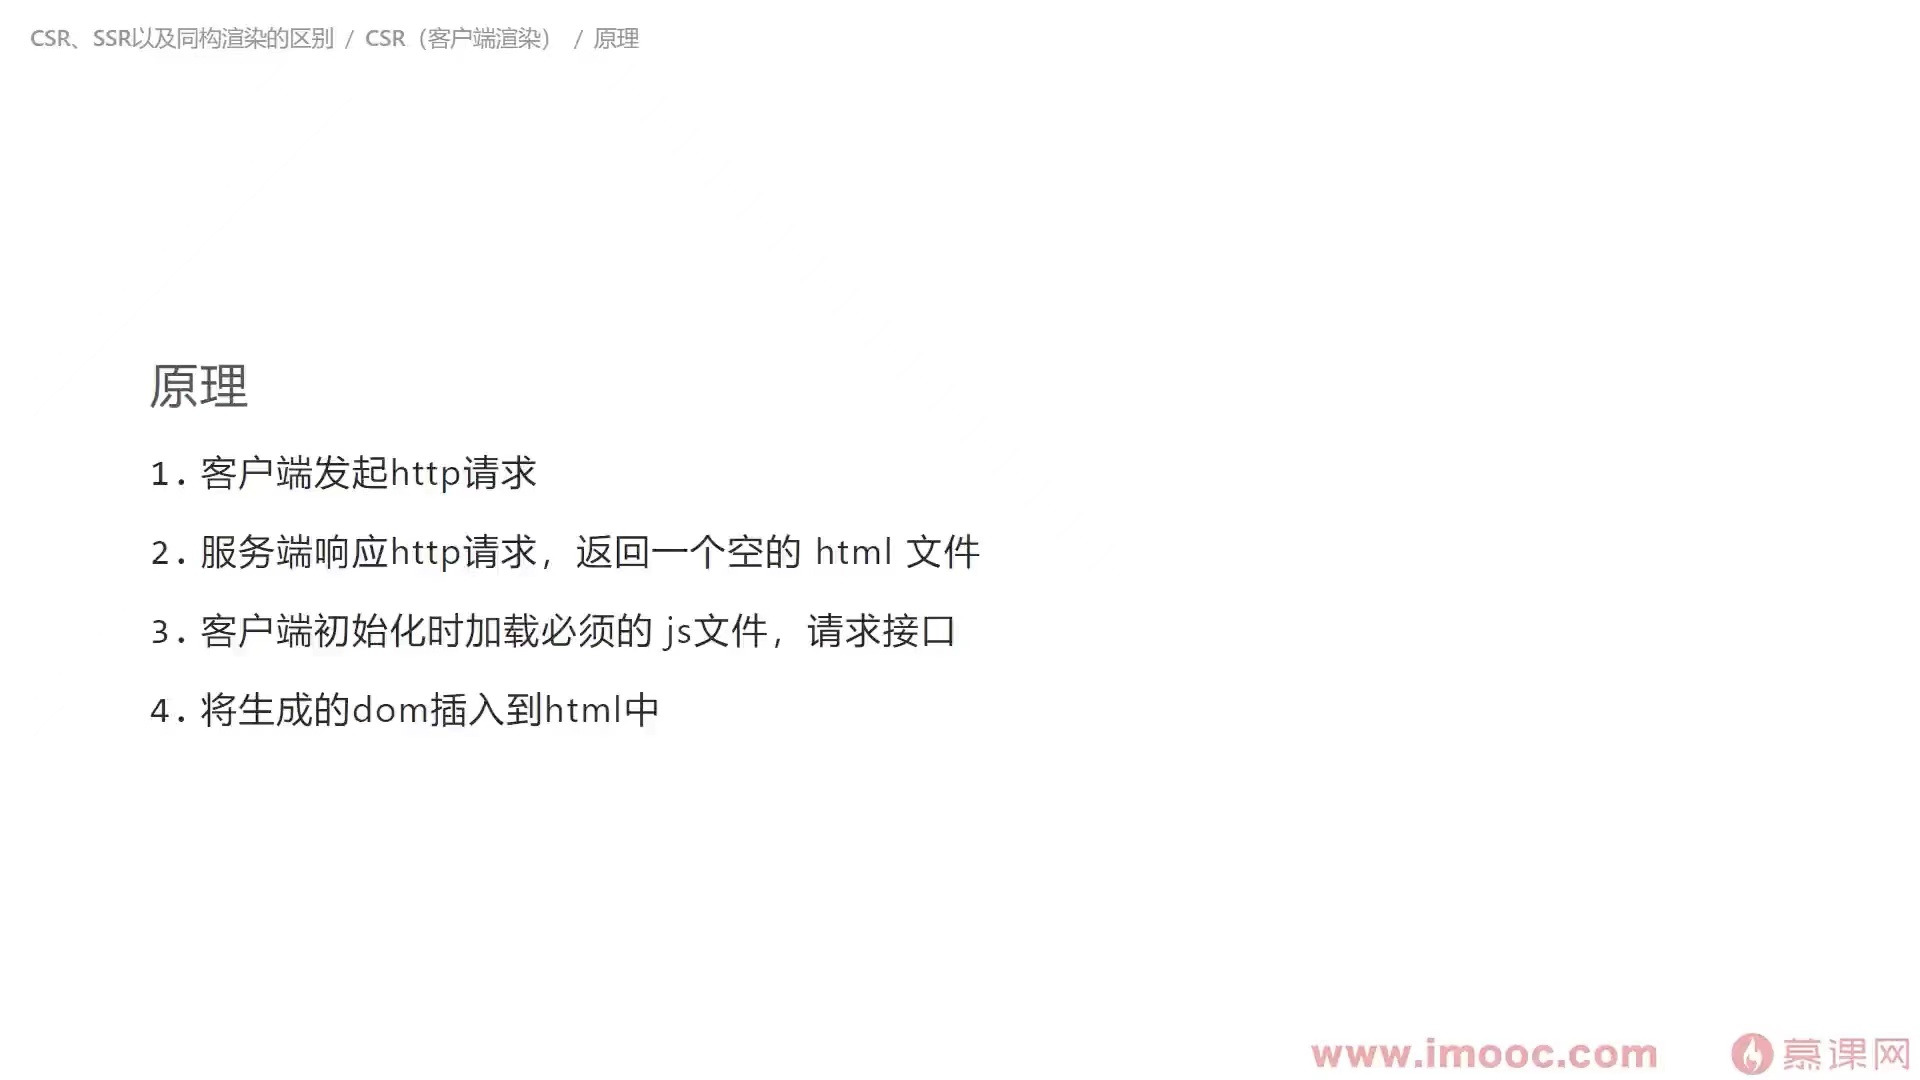 CSR、SSR以及同构渲染的区别 / CSR（客户端渲染） / 原理
原理
1. 客户端发起http请求
2. 服务端响应http请求，返回一个空的 html 文件
3. 客户端初始化时加载必须的 js文件，请求接口
4. 将生成的dom插入到html中
www.imooc.com 慕课网